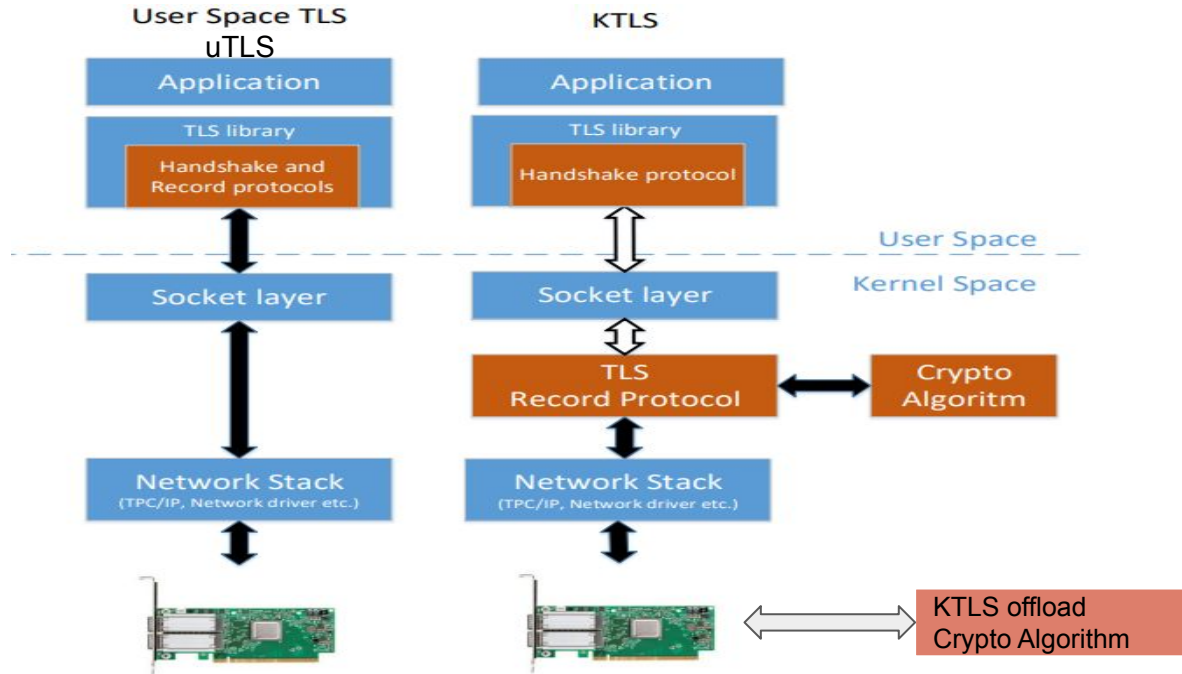 User Space TLS
uTLS
Application
TLS library
Handshake and
Record protocols
Socket layer
Network Stack
(TPC/IP, Network driver etc.)
KTLS
Application
TLS library
Handshake protocol
User Space
Kernel Space
Socket layer
TLS
Record Protocol
Crypto
Algoritm
Network Stack
(TPC/IP, Network driver etc.)
KTLS offload
Crypto Algorithm